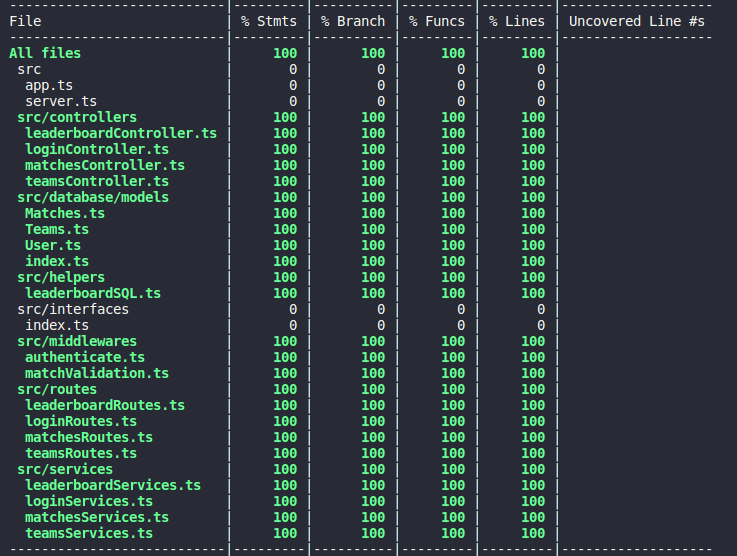 ----------------------------|---------|----------|---------|---------|-------------------
File                        | % Stmts | % Branch | % Funcs | % Lines | Uncovered Line #s
----------------------------|---------|----------|---------|---------|-------------------
All files                   |     100 |      100 |     100 |     100 |
 src                        |       0 |        0 |       0 |       0 |
  app.ts                    |       0 |        0 |       0 |       0 |
  server.ts                 |       0 |        0 |       0 |       0 |
 src/controllers            |     100 |      100 |     100 |     100 |
  leaderboardController.ts  |     100 |      100 |     100 |     100 |
  loginController.ts        |     100 |      100 |     100 |     100 |
  matchesController.ts      |     100 |      100 |     100 |     100 |
  teamsController.ts        |     100 |      100 |     100 |     100 |
 src/database/models        |     100 |      100 |     100 |     100 |
  Matches.ts                |     100 |      100 |     100 |     100 |
  Teams.ts                  |     100 |      100 |     100 |     100 |
  User.ts                   |     100 |      100 |     100 |     100 |
  index.ts                  |     100 |      100 |     100 |     100 |
 src/helpers                |     100 |      100 |     100 |     100 |
  leaderboardSQL.ts         |     100 |      100 |     100 |     100 |
 src/interfaces             |       0 |        0 |       0 |       0 |
  index.ts                  |       0 |        0 |       0 |       0 |
 src/middlewares            |     100 |      100 |     100 |     100 |
  authenticate.ts           |     100 |      100 |     100 |     100 |
  matchValidation.ts        |     100 |      100 |     100 |     100 |
 src/routes                 |     100 |      100 |     100 |     100 |
  leaderboardRoutes.ts      |     100 |      100 |     100 |     100 |
  loginRoutes.ts            |     100 |      100 |     100 |     100 |
  matchesRoutes.ts          |     100 |      100 |     100 |     100 |
  teamsRoutes.ts            |     100 |      100 |     100 |     100 |
 src/services               |     100 |      100 |     100 |     100 |
  leaderboardServices.ts    |     100 |      100 |     100 |     100 |
  loginServices.ts          |     100 |      100 |     100 |     100 |
  matchesServices.ts        |     100 |      100 |     100 |     100 |
  teamsServices.ts          |     100 |      100 |     100 |     100 |
----------------------------|---------|----------|---------|---------|-------------------